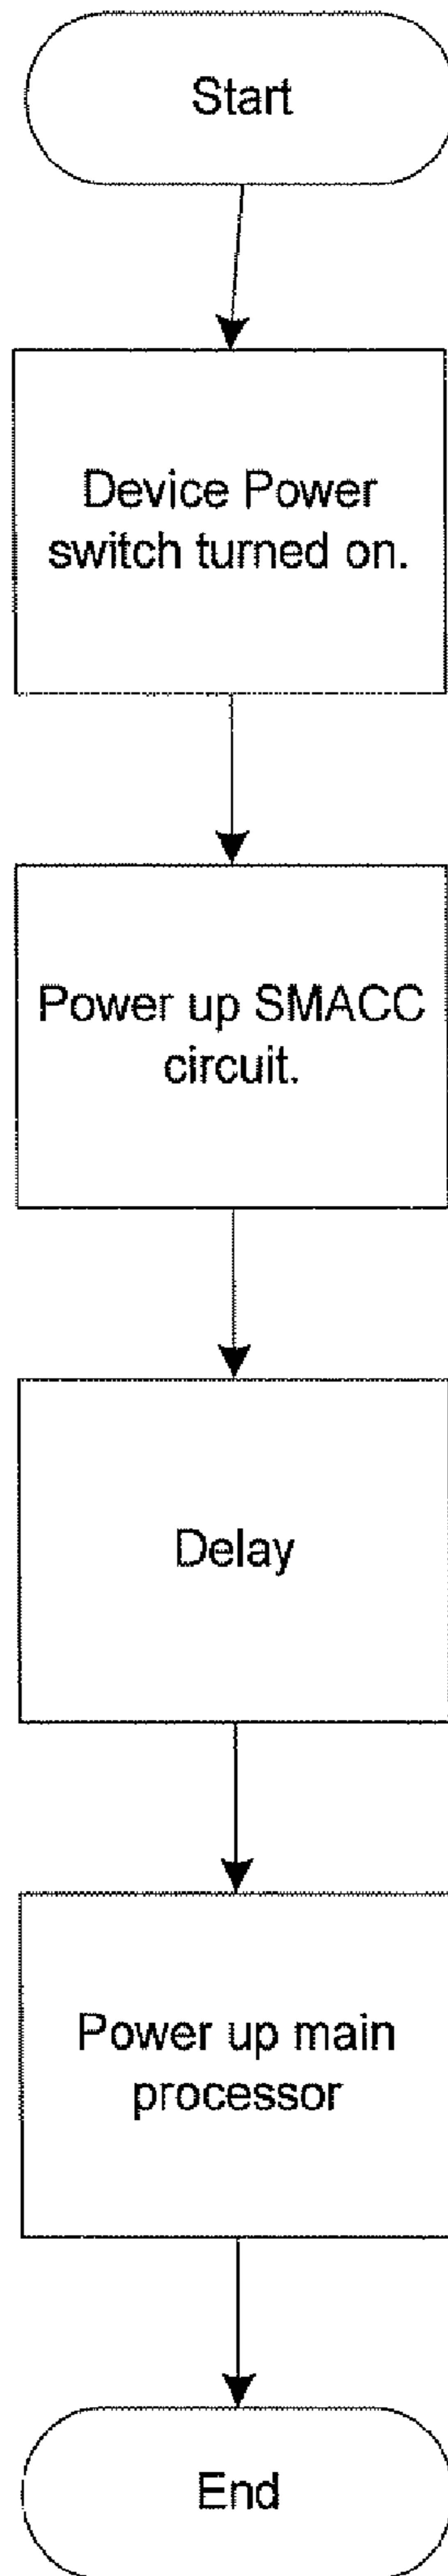 Start
Device Power
switch turned on.
Power up SMACC
circuit.
Delay
Power up main
processor
End